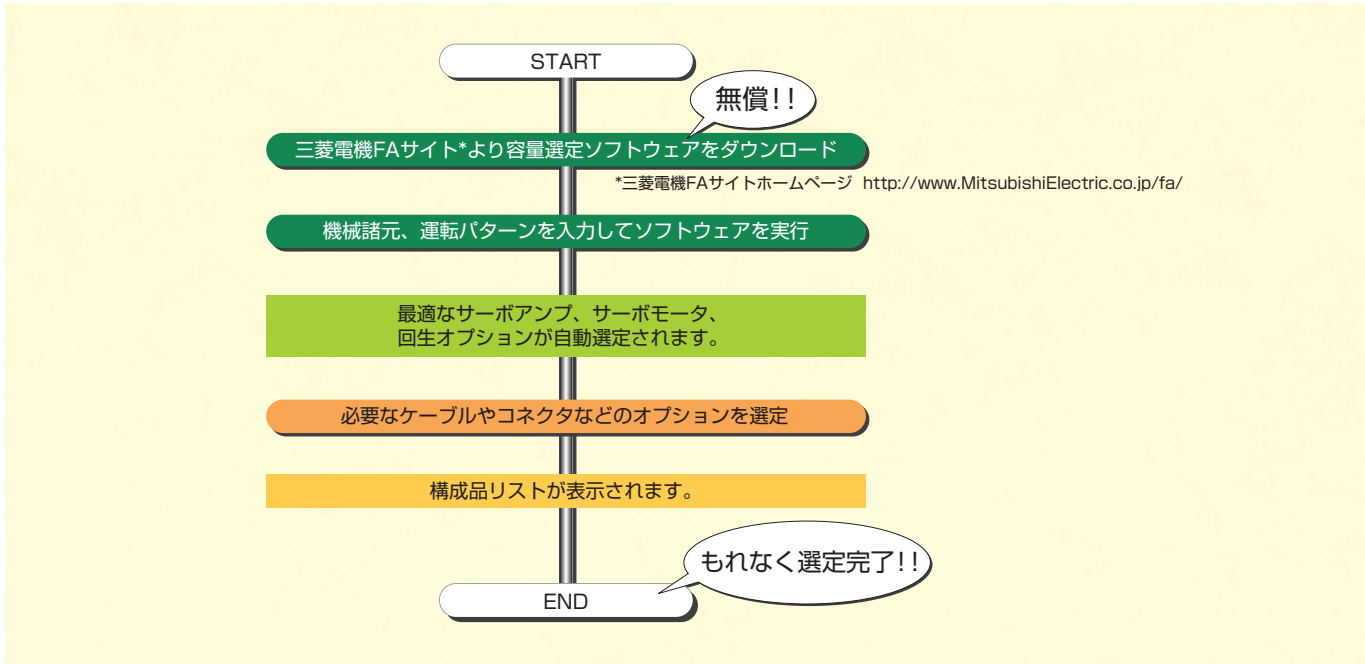 START
無償!!
三菱電機FAサイト*より容量選定ソフトウェアをダウンロード
*三菱電機FAサイトホームページ http://www.MitsubishiElectric.co.jp/fa/
機械諸元、運転パターンを入力してソフトウェアを実行
最適なサーボアンプ、サーボモータ、
回生オプションが自動選定されます。
必要なケーブルやコネクタなどのオプションを選定
構成品リストが表示されます。
もれなく選定完了!!
END